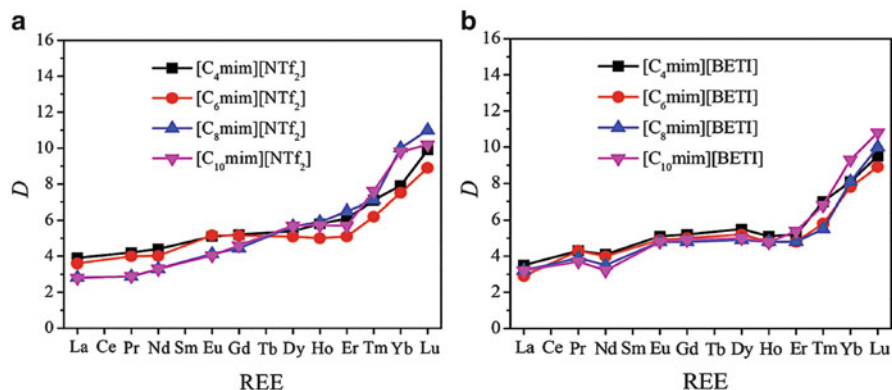 a
16
14
12
10
8
6
4
2
0
D
[C₄mim][NTf₂]
[C₆mim][NTf₂]
[C₈mim][NTf₂]
[C₁₀mim][NTf₂]
La Ce Pr Nd Sm Eu Gd Tb Dy Ho Er Tm Yb Lu
REE
b
16
14
12
10
8
6
4
2
0
D
[C₄mim][BETI]
[C₆mim][BETI]
[C₈mim][BETI]
[C₁₀mim][BETI]
La Ce Pr Nd Sm Eu Gd Tb Dy Ho Er Tm Yb Lu
REE